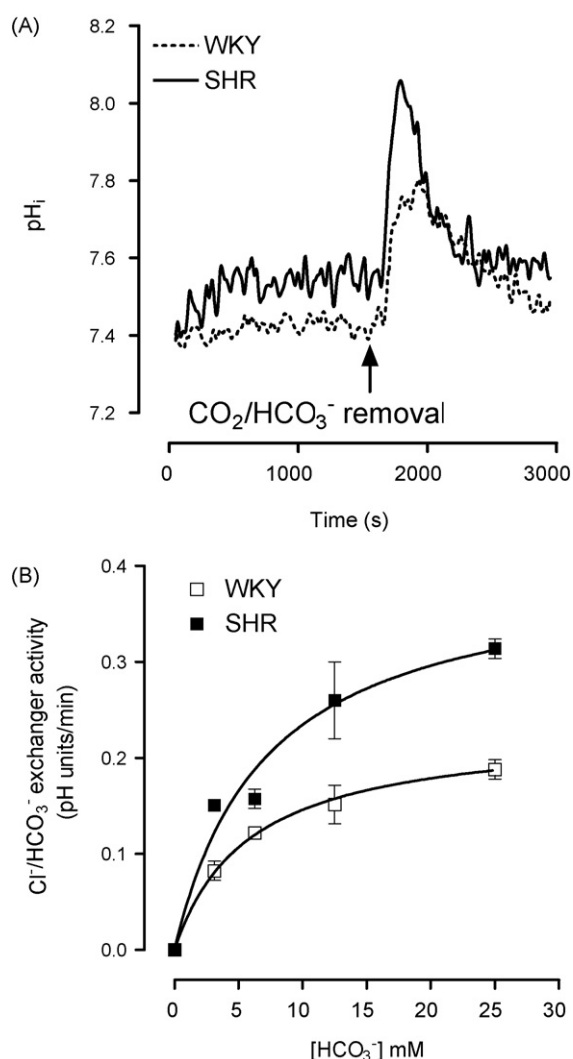 (A)
8.2
WKY
SHR
8.0
7.8
pHᵢ
7.6
7.4
7.2
CO₂/HCO₃⁻ removal
0 1000 2000 3000
Time (s)
(B)
0.4
WKY
SHR
0.3
Cl⁻/HCO₃⁻ exchanger activity
(pH units/min)
0.2
0.1
0.0
0 5 10 15 20 25 30
[HCO₃⁻] mM